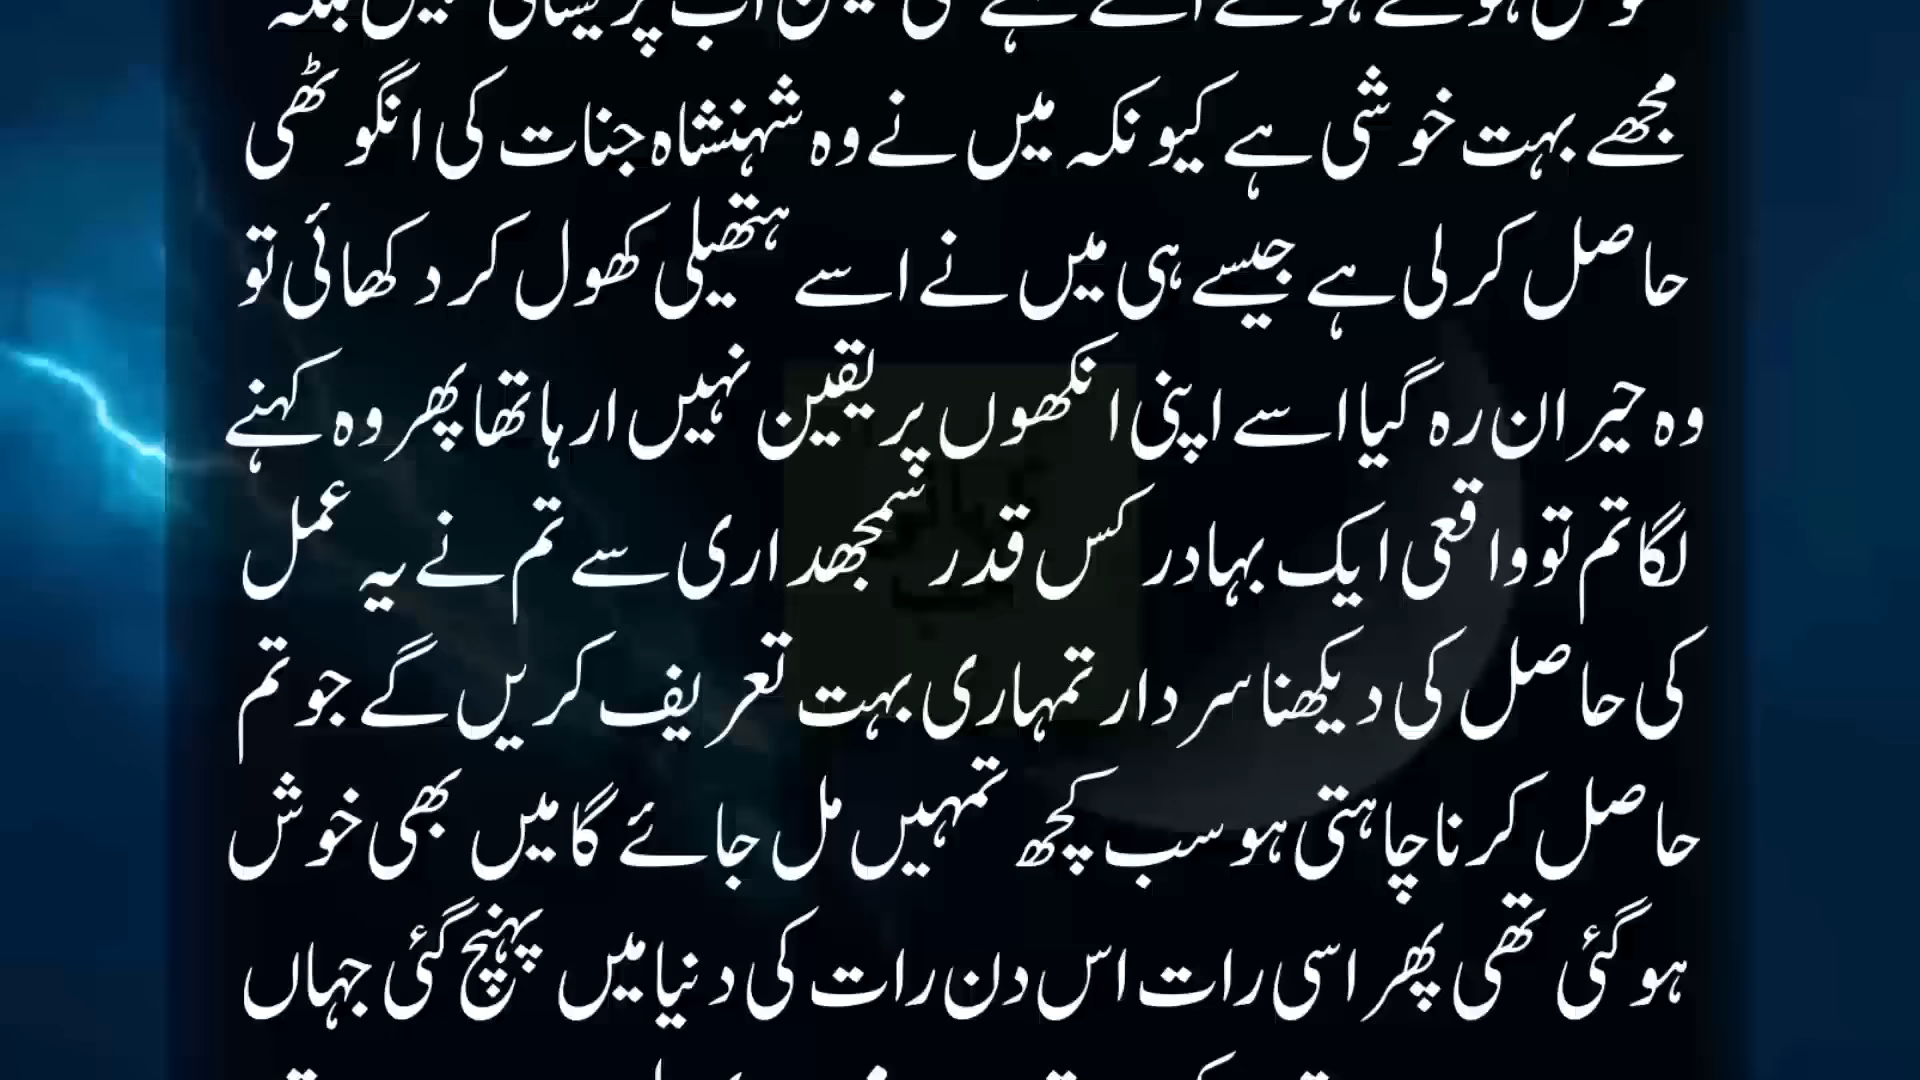 مجھے بہت خوشی ہے کیونکہ میں نے وہ شہنشاہ جنات کی انگوٹھی
حاصل کر لی ہے جیسے ہی میں نے اسے ہتھیلی کھول کر دکھائی تو
وہ حیران رہ گیا اسے اپنی انکھوں پر یقین نہیں ارہا تھا پھر وہ کہنے
لگا تم تو واقعی ایک بہادر کس قدر سمجھداری سے تم نے یہ عمل
کی حاصل کی دیکھنا سردار تمہاری بہت تعریف کریں گے جو تم
حاصل کرنا چاہتی ہو سب کچھ تمہیں مل جائے گا میں بھی خوش
ہو گئی تھی پھر اسی رات اس دن رات کی دنیا میں پہنچ گئی جہاں